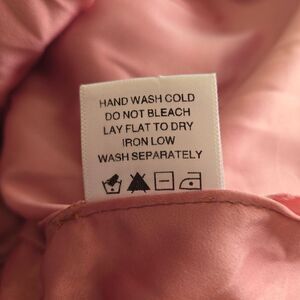 HAND WASH COLD
DO NOT BLEACH
LAY FLAT TO DRY
IRON LOW
WASH SEPARATELY